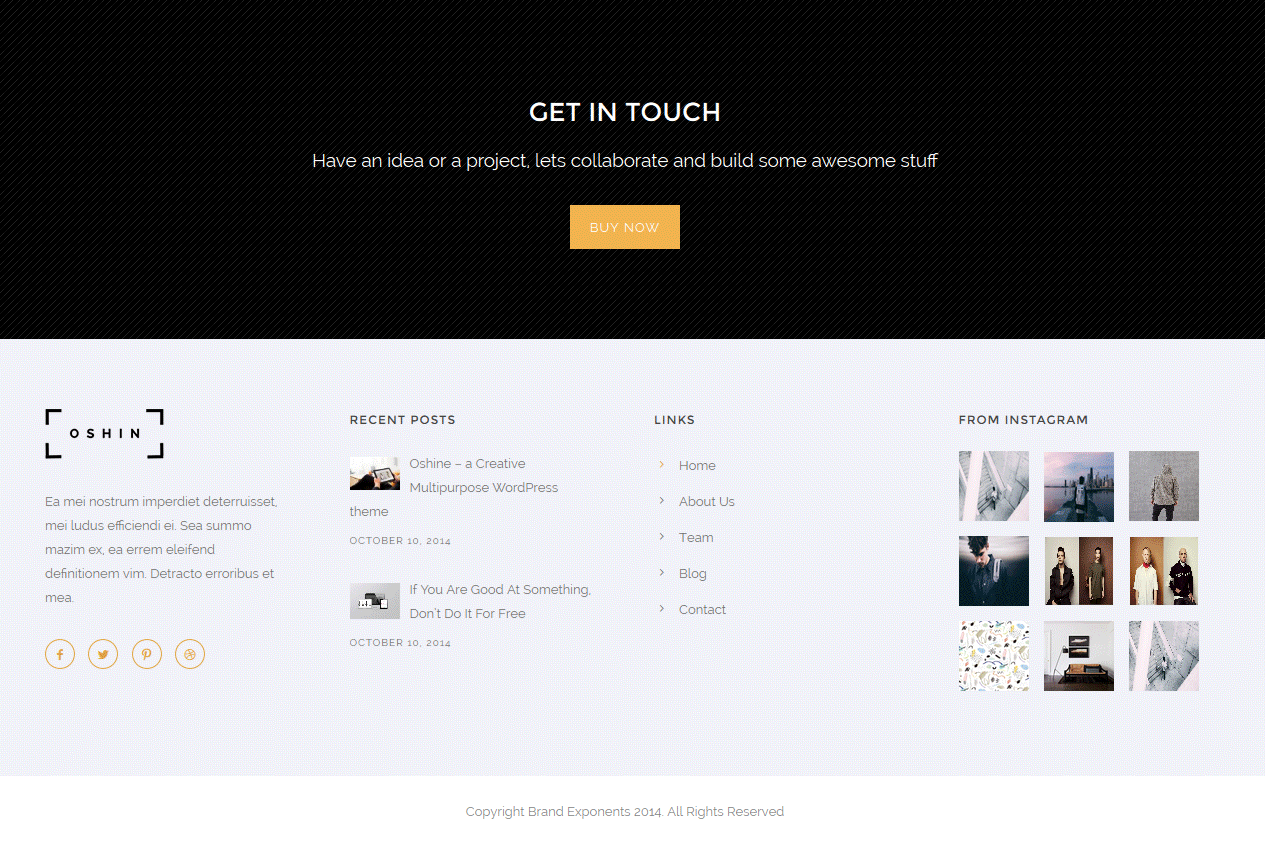 GET IN TOUCH
Have an idea or a project, lets collaborate and build some awesome stuff
BUY NOW
OSHIN
Ea mei nostrum imperdiet deterruisset,
mei ludus efficiendi ei. Sea summo
mazim ex, ea errem eleifend
definitionem vim. Detracto erroribus et
mea.
RECENT POSTS
Oshine – a Creative
Multipurpose WordPress
theme
OCTOBER 10, 2014
If You Are Good At Something,
Don't Do It For Free
OCTOBER 10, 2014
LINKS
Home
About Us
Team
Blog
Contact
FROM INSTAGRAM
Copyright Brand Exponents 2014. All Rights Reserved